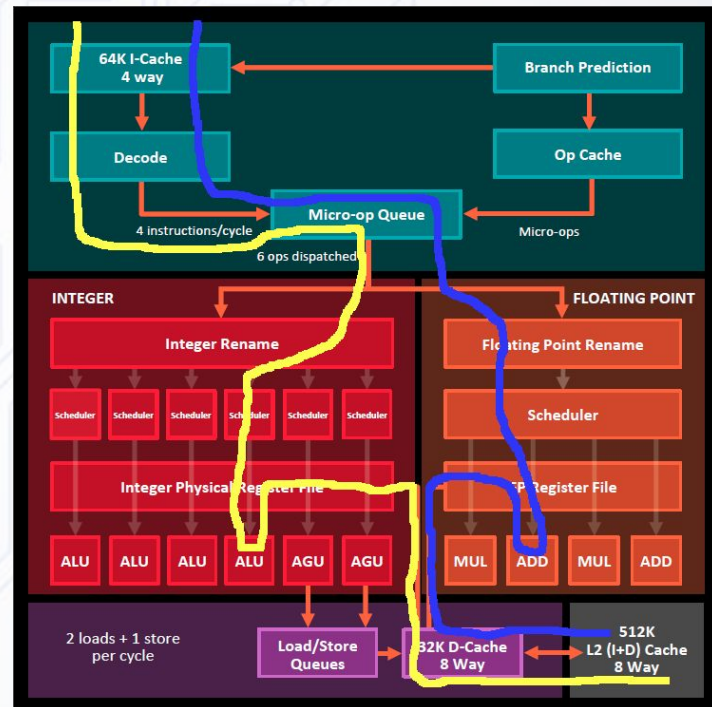 64K I-Cache
4 way
Branch Prediction
Decode
Op Cache
Micro-op Queue
4 instructions/cycle
Micro-ops
6 ops dispatched
INTEGER
FLOATING POINT
Integer Rename
Floating Point Rename
Scheduler
Scheduler
Scheduler
Scheduler
Scheduler
Scheduler
Scheduler
Integer Physical Register File
FP Register File
ALU
ALU
ALU
ALU
AGU
AGU
MUL
ADD
MUL
ADD
2 loads + 1 store
per cycle
Load/Store
Queues
32K D-Cache
8 Way
512K
L2 (I+D) Cache
8 Way